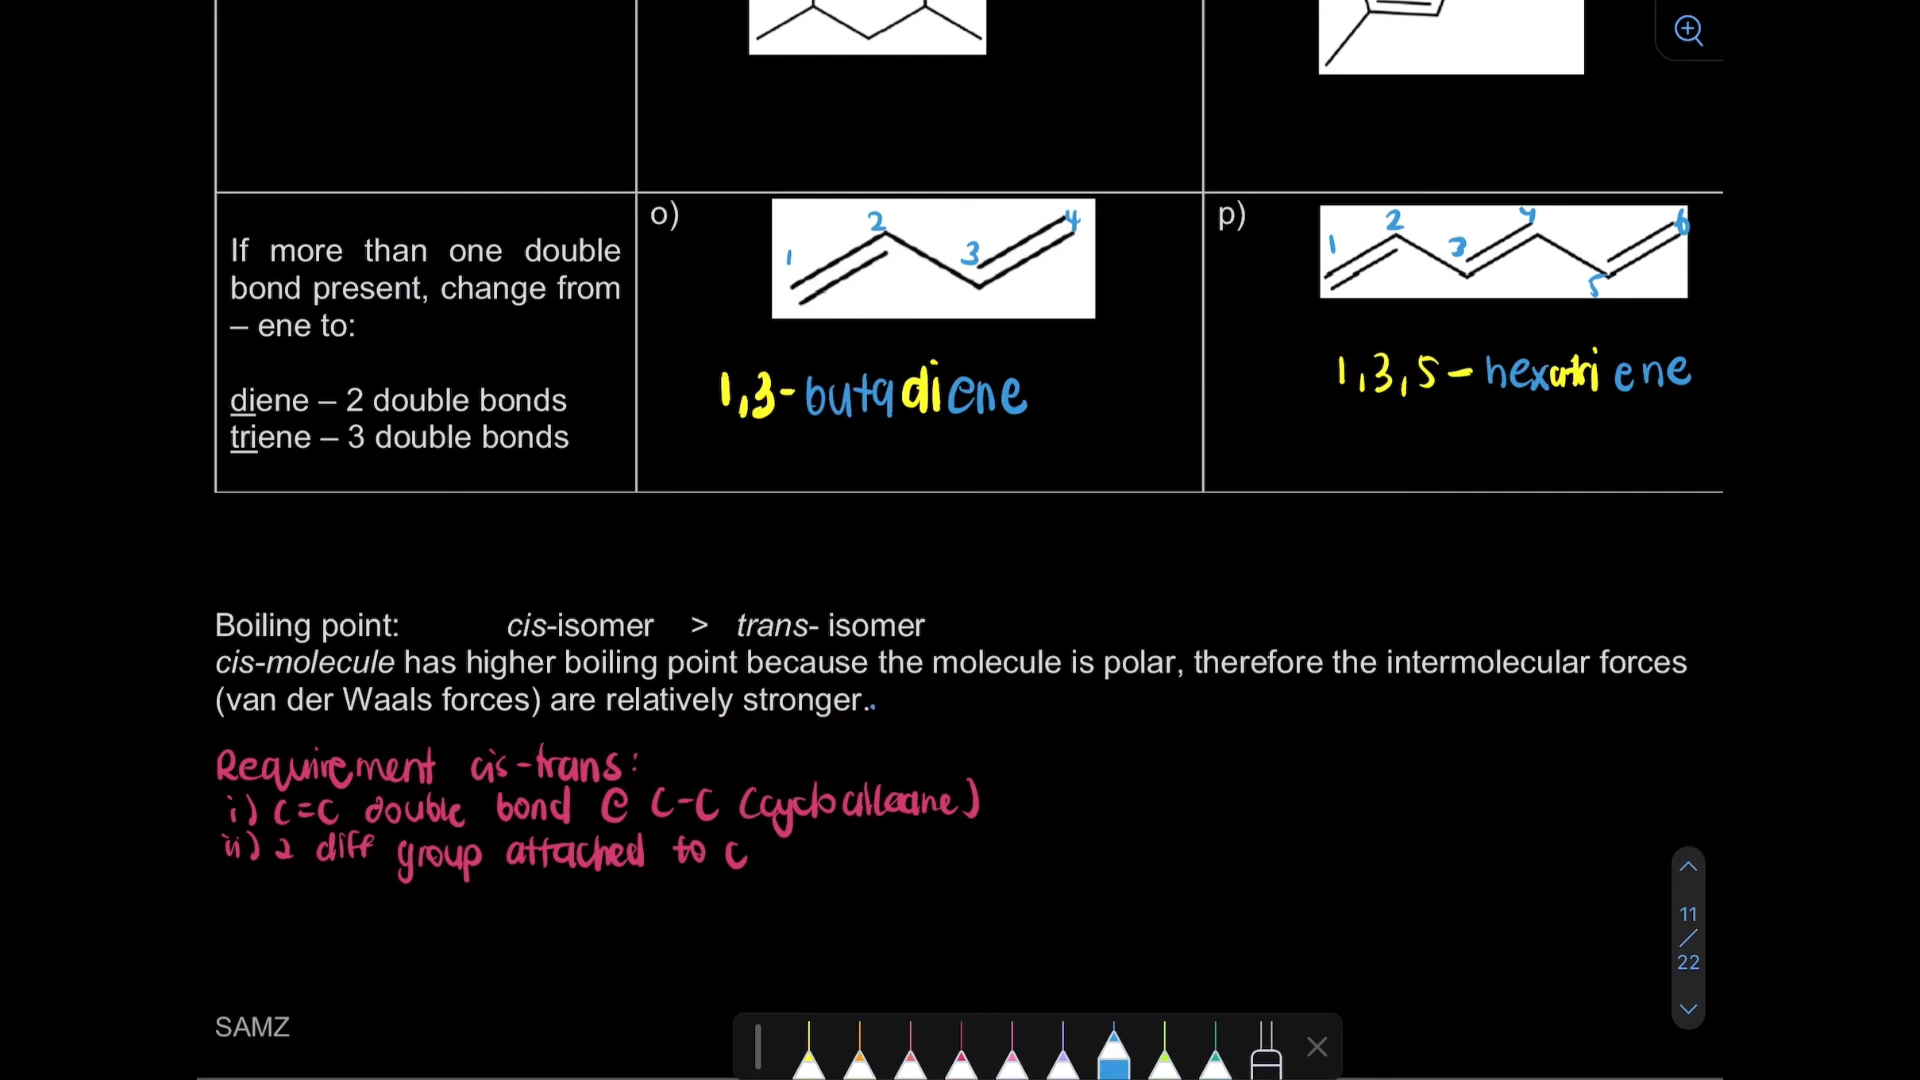 o)
p)
1
2
3
4
1
2
3
4
5
6
If more than one double
bond present, change from
– ene to:
diene – 2 double bonds
triene – 3 double bonds
1,3-butadiene
1,3,5-hexatriene
Boiling point: cis-isomer > trans- isomer
cis-molecule has higher boiling point because the molecule is polar, therefore the intermolecular forces
(van der Waals forces) are relatively stronger..
Requirement cis-trans:
i) C=C double bond @ C-C (cycloalkane)
ii) 2 diff group attached to C
11
/
22
SAMZ